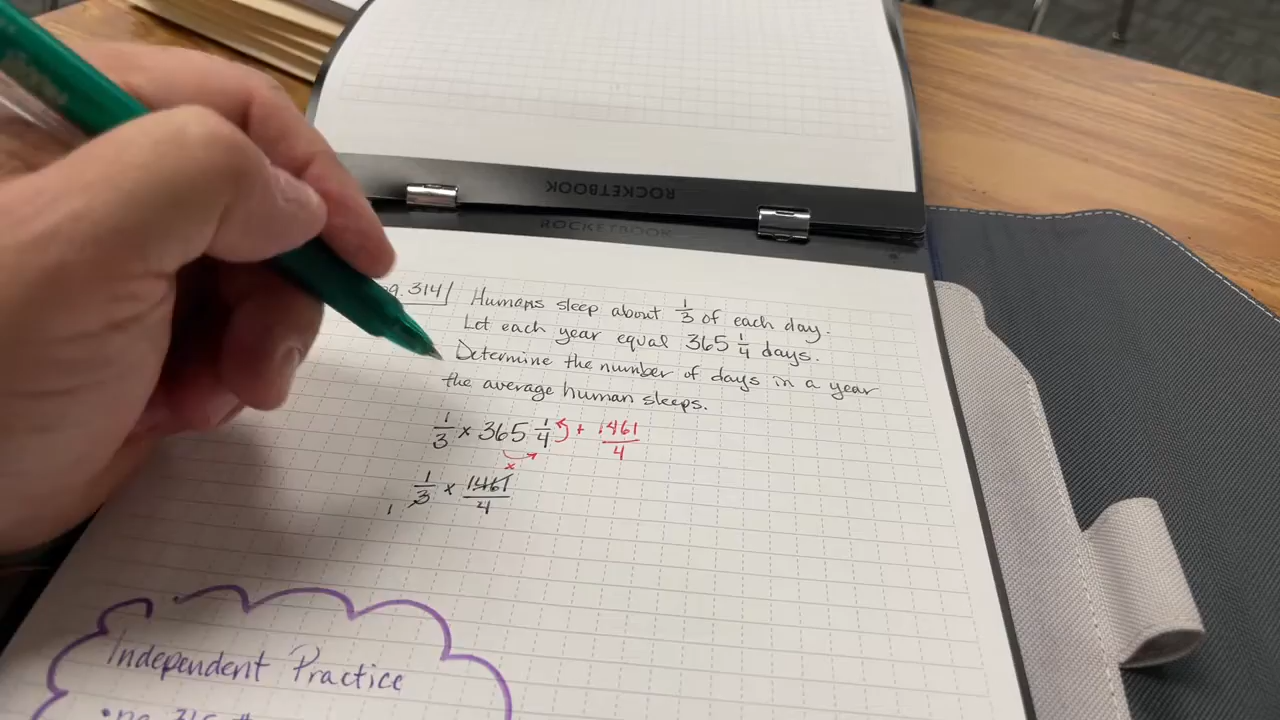 ROCKETBOOK
ROCKETBOOK
pg. 314
Humans sleep about 1/3 of each day.
Let each year equal 365 1/4 days.
Determine the number of days in a year
the average human sleeps.
1/3 × 365 1/4 + 1461/4
×
1/3 × 1461/4
1
Independent Practice